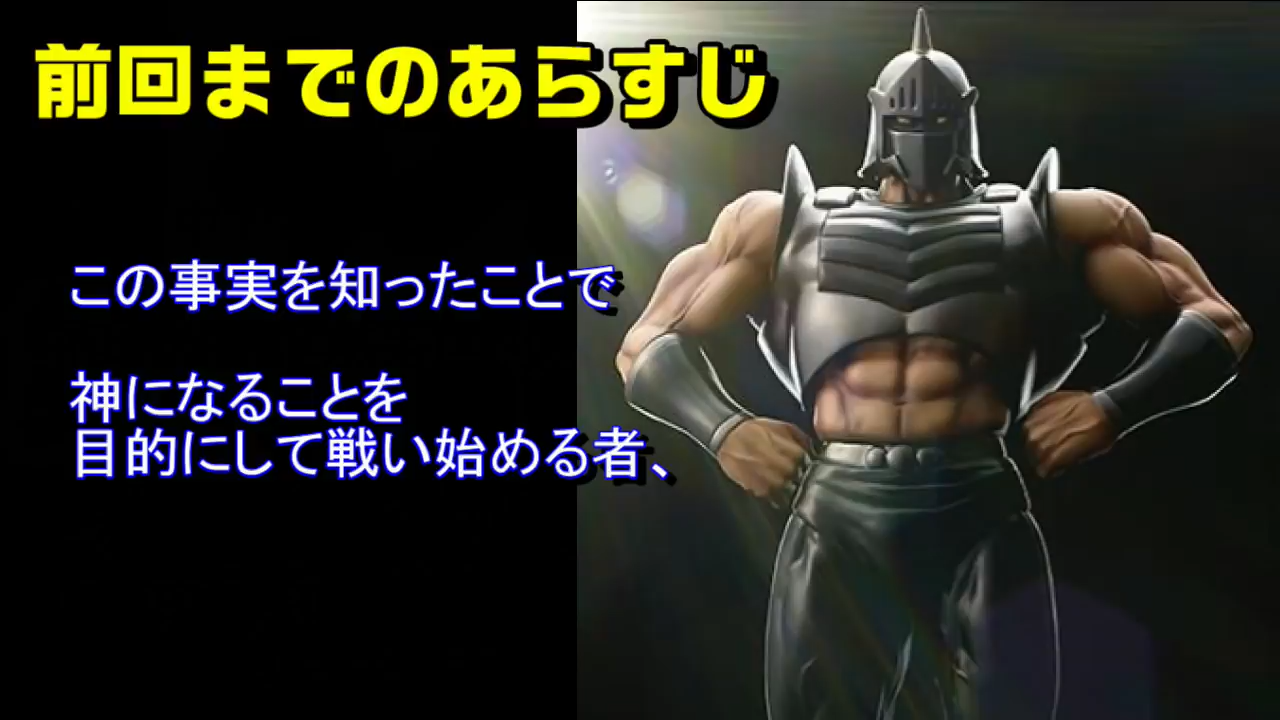 前回までのあらすじ
この事実を知ったことで
神になることを
目的にして戦い始める者、